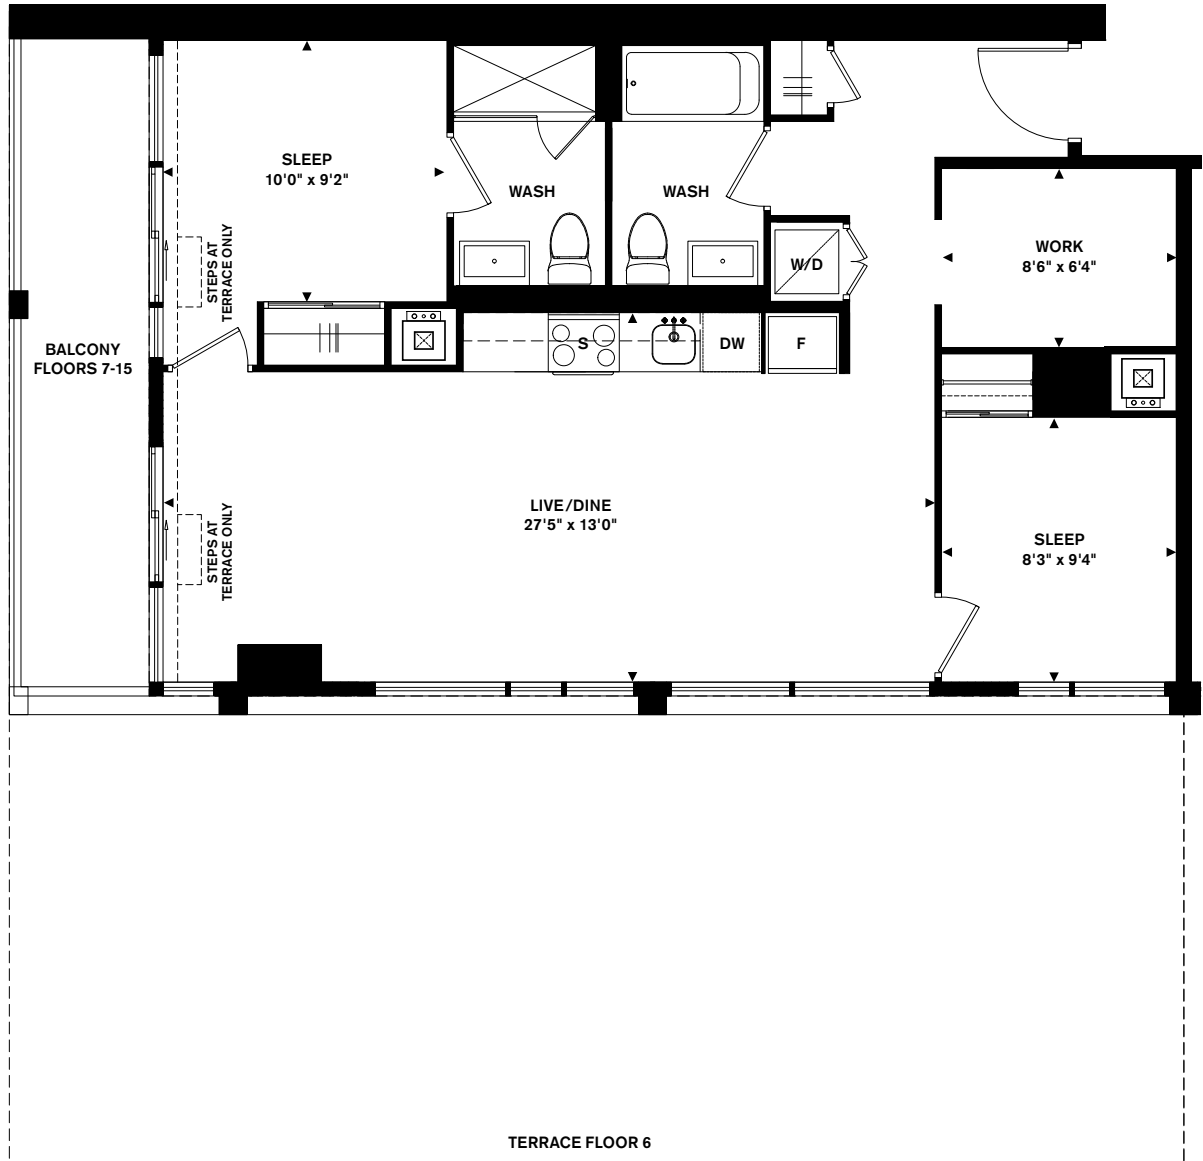 SLEEP
10'0" x 9'2"
WASH
WASH
WORK
8'6" x 6'4"
STEPS AT
TERRACE ONLY
W/D
BALCONY
FLOORS 7-15
S
DW
F
LIVE/DINE
27'5" x 13'0"
STEPS AT
TERRACE ONLY
SLEEP
8'3" x 9'4"
TERRACE FLOOR 6